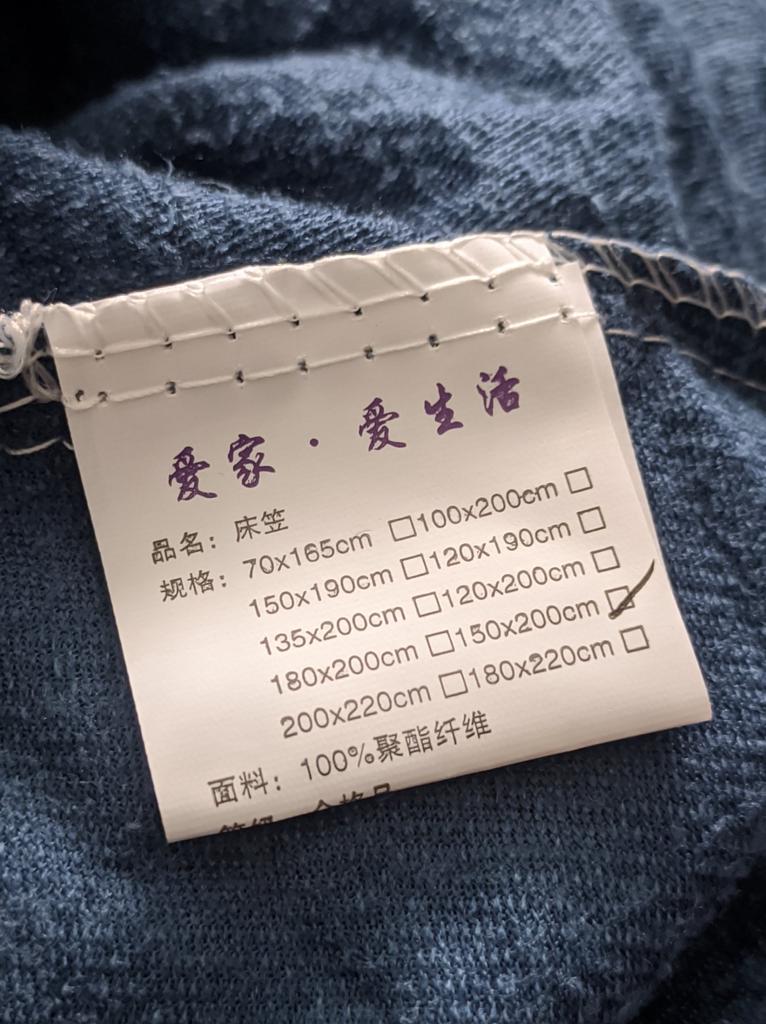 爱家·爱生活
品名：床笠
规格：70x165cm □100x200cm □
150x190cm □120x190cm □
135x200cm □120x200cm □
180x200cm □150x200cm ☑
200x220cm □180x220cm □
面料：100%聚酯纤维